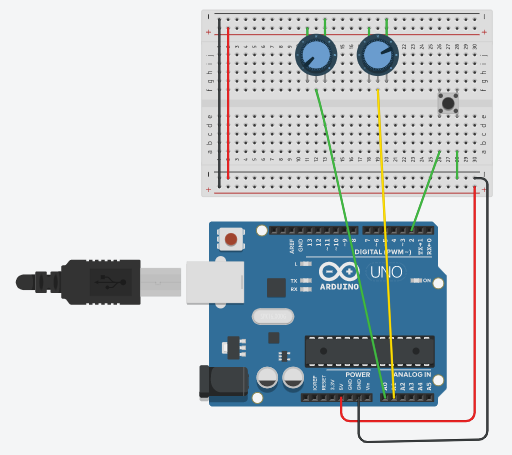 - -
+ +
j j
i i
h h
g g
f f
e e
d d
c c
b b
a a
- -
+ +
AREF
GND
13
12
~11
~10
~9
8
7
~6
~5
4
~3
2
TX→1
RX←0
DIGITAL (PWM~)
L
TX
RX
UNO
ARDUINO
ON
POWER
ANALOG IN
IOREF
RESET
3.3V
5V
GND
GND
Vin
A0
A1
A2
A3
A4
A5